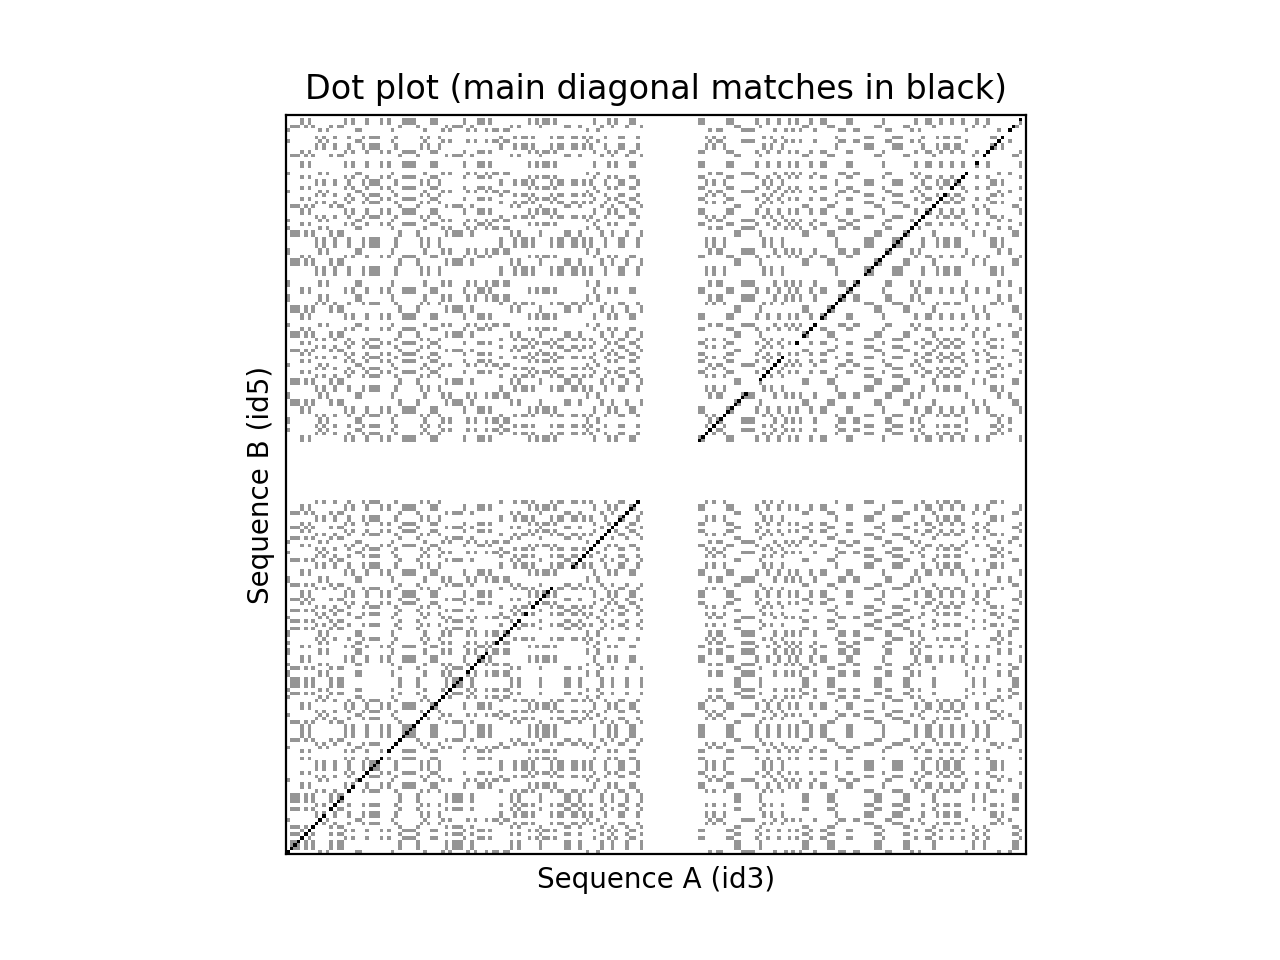 Dot plot (main diagonal matches in black)
Sequence B (id5)
Sequence A (id3)